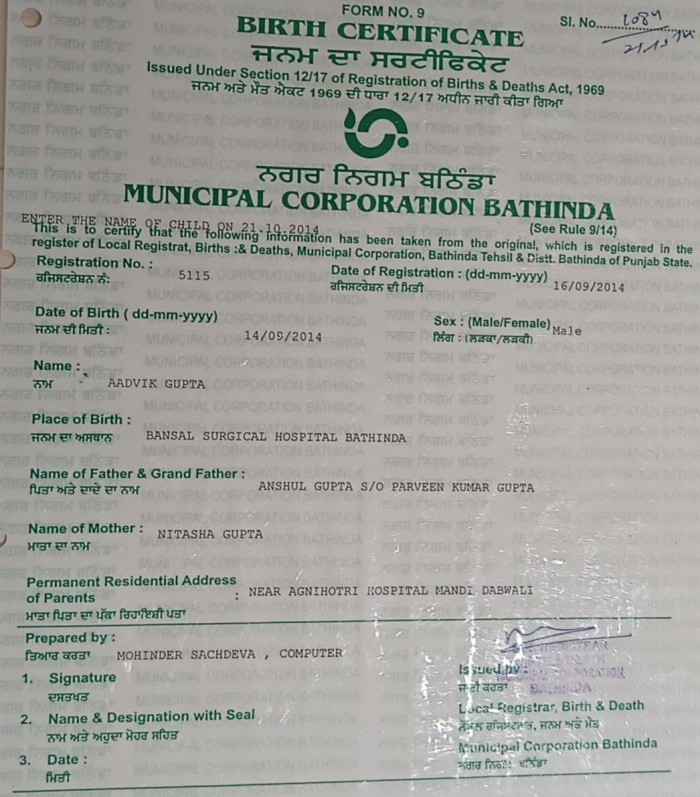 FORM NO. 9
Sl. No. 1084
BIRTH CERTIFICATE
ਜਨਮ ਦਾ ਸਰਟੀਫਿਕੇਟ
Issued Under Section 12/17 of Registration of Births & Deaths Act, 1969
ਜਨਮ ਅਤੇ ਮੌਤ ਐਕਟ 1969 ਦੀ ਧਾਰਾ 12/17 ਅਧੀਨ ਜਾਰੀ ਕੀਤਾ ਗਿਆ
ਨਗਰ ਨਿਗਮ ਬਠਿੰਡਾ
MUNICIPAL CORPORATION BATHINDA
ENTER THE NAME OF CHILD ON 21.10.2014
(See Rule 9/14)
This is to certify that the following information has been taken from the original, which is registered in the
register of Local Registrat, Births :& Deaths, Municipal Corporation, Bathinda Tehsil & Distt. Bathinda of Punjab State.
Registration No. : Date of Registration : (dd-mm-yyyy)
ਰਜਿਸਟਰੇਸ਼ਨ ਨੰ: 5115 ਰਜਿਸਟਰੇਸ਼ਨ ਦੀ ਮਿਤੀ 16/09/2014
Date of Birth ( dd-mm-yyyy) Sex : (Male/Female) Male
ਜਨਮ ਦੀ ਮਿਤੀ : 14/09/2014 ਲਿੰਗ : (ਲੜਕਾ/ਲੜਕੀ)
Name :
ਨਾਮ AADVIK GUPTA
Place of Birth :
ਜਨਮ ਦਾ ਅਸਥਾਨ BANSAL SURGICAL HOSPITAL BATHINDA
Name of Father & Grand Father :
ਪਿਤਾ ਅਤੇ ਦਾਦੇ ਦਾ ਨਾਮ ANSHUL GUPTA S/O PARVEEN KUMAR GUPTA
Name of Mother : NITASHA GUPTA
ਮਾਤਾ ਦਾ ਨਾਮ
Permanent Residential Address
of Parents : NEAR AGNIHOTRI HOSPITAL MANDI DABWALI
ਮਾਤਾ ਪਿਤਾ ਦਾ ਪੱਕਾ ਰਿਹਾਇਸ਼ੀ ਪਤਾ
Prepared by :
ਤਿਆਰ ਕਰਤਾ MOHINDER SACHDEVA , COMPUTER
1. Signature Issued by :
ਦਸਤਖਤ ਜਾਰੀ ਕਰਤਾ BATHINDA
2. Name & Designation with Seal Local Registrar, Birth & Death
ਨਾਮ ਅਤੇ ਅਹੁਦਾ ਮੋਹਰ ਸਹਿਤ ਲੋਕਲ ਰਜਿਸਟਰਾਰ, ਜਨਮ ਅਤੇ ਮੌਤ
3. Date : Municipal Corporation Bathinda
ਮਿਤੀ ਨਗਰ ਨਿਗਮ ਬਠਿੰਡਾ